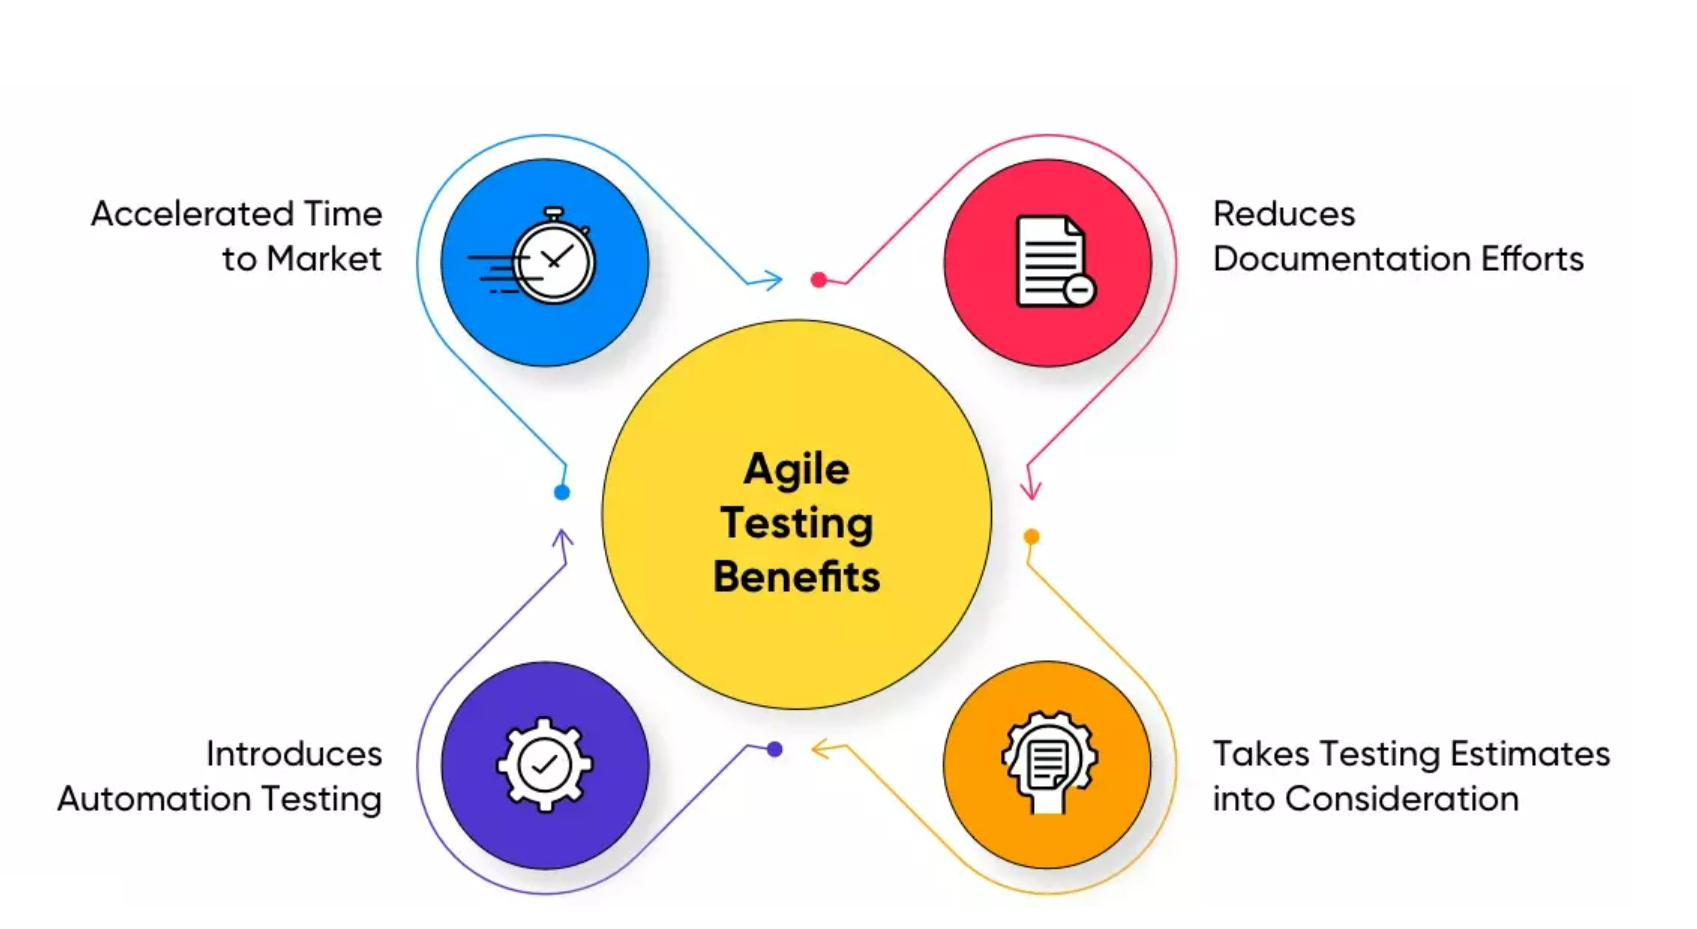 Accelerated Time
to Market
Reduces
Documentation Efforts
Agile
Testing
Benefits
Introduces
Automation Testing
Takes Testing Estimates
into Consideration